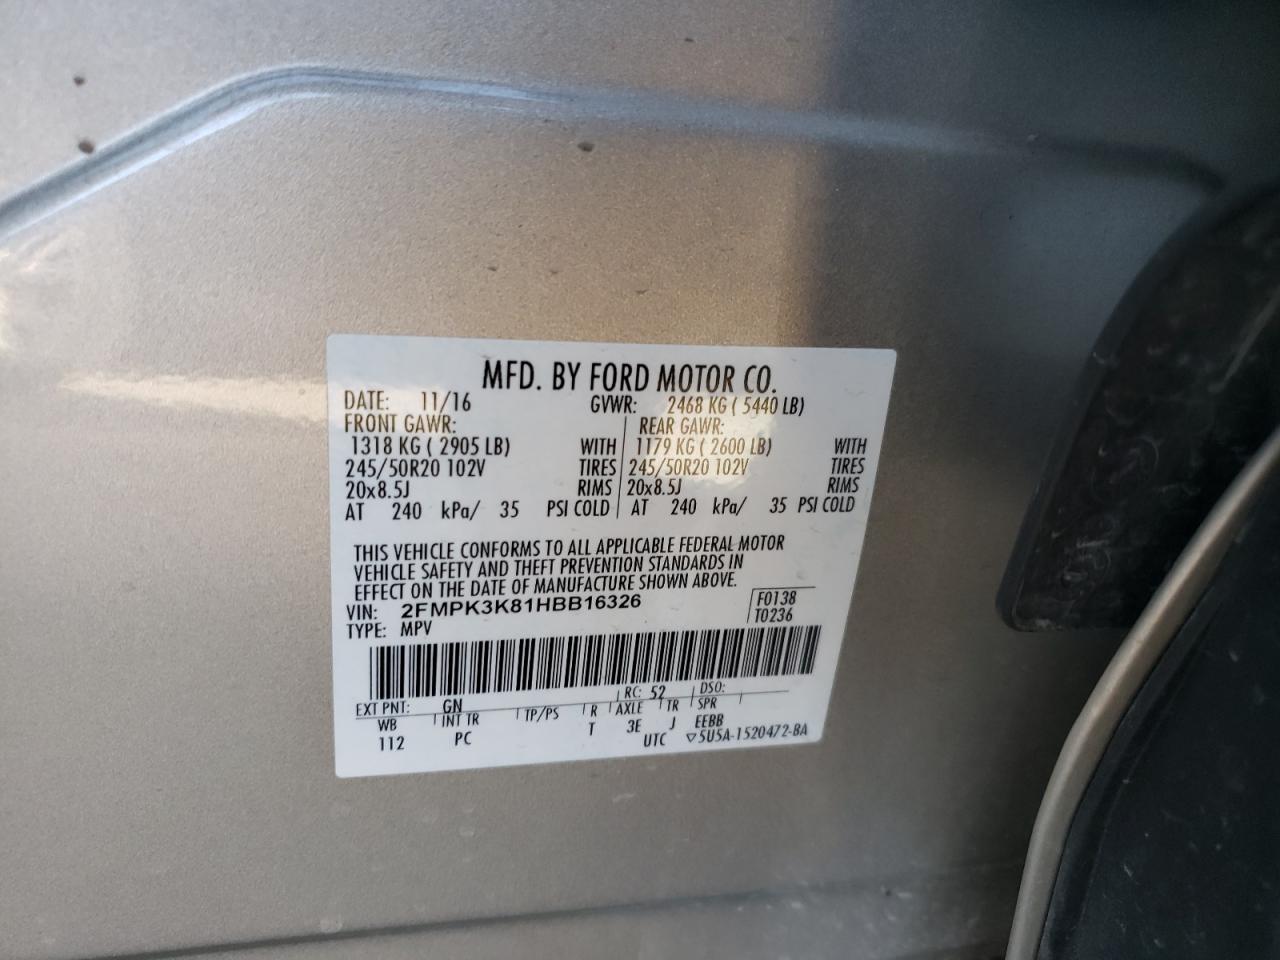 MFD. BY FORD MOTOR CO.
DATE: 11/16 GVWR: 2468 KG ( 5440 LB)
FRONT GAWR: REAR GAWR:
1318 KG ( 2905 LB) WITH 1179 KG ( 2600 LB) WITH
245/50R20 102V TIRES 245/50R20 102V TIRES
20x8.5J RIMS 20x8.5J RIMS
AT 240 kPa/ 35 PSI COLD AT 240 kPa/ 35 PSI COLD
THIS VEHICLE CONFORMS TO ALL APPLICABLE FEDERAL MOTOR
VEHICLE SAFETY AND THEFT PREVENTION STANDARDS IN
EFFECT ON THE DATE OF MANUFACTURE SHOWN ABOVE.
VIN: 2FMPK3K81HBB16326 F0138
TYPE: MPV T0236
EXT PNT: GN RC: 52 DSO:
WB INT TR TP/PS R AXLE TR SPR
112 PC T 3E J EEBB
UTC ▽5U5A-1520472-BA